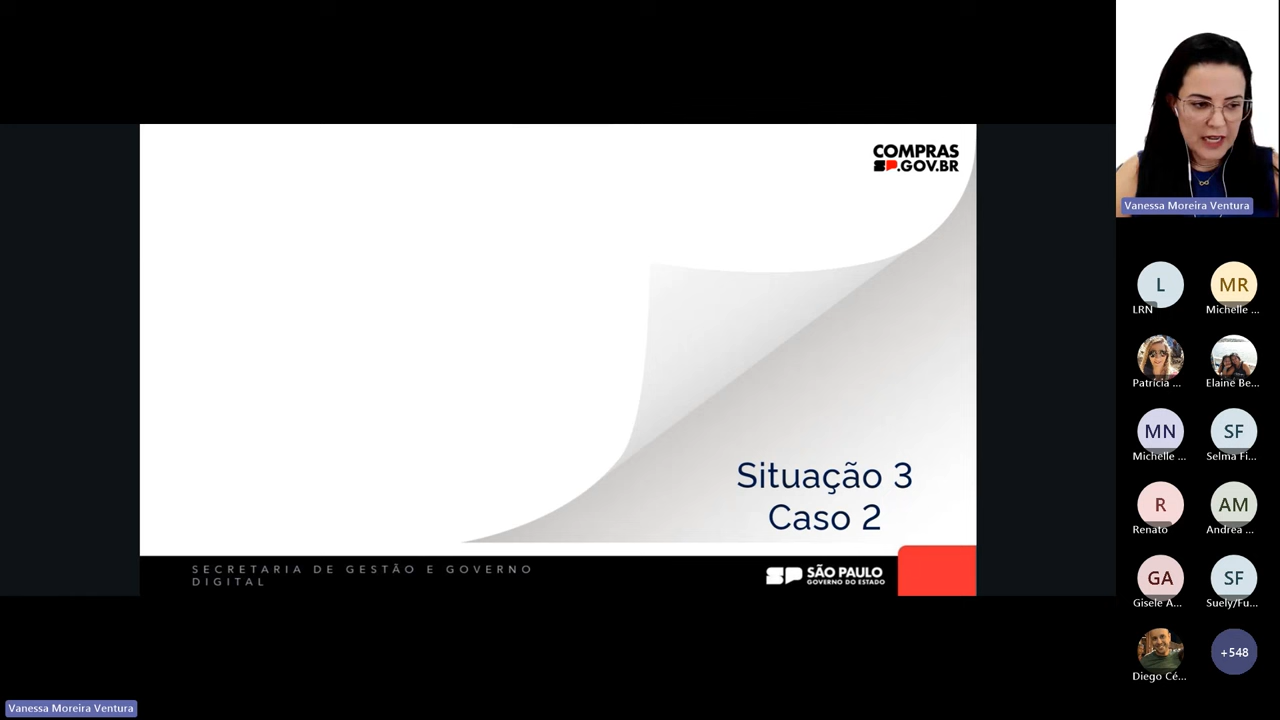 COMPRAS
SP.GOV.BR
Situação 3
Caso 2
SECRETARIA DE GESTÃO E GOVERNO
DIGITAL
SP SÃO PAULO
GOVERNO DO ESTADO
Vanessa Moreira Ventura
L
LRN
MR
Michelle ...
Patrícia ...
Elaine Be...
MN
Michelle ...
SF
Selma Fi...
R
Renato
AM
Andrea ...
GA
Gisele A...
SF
Suely/Fu...
Diego Cé...
+548
Vanessa Moreira Ventura